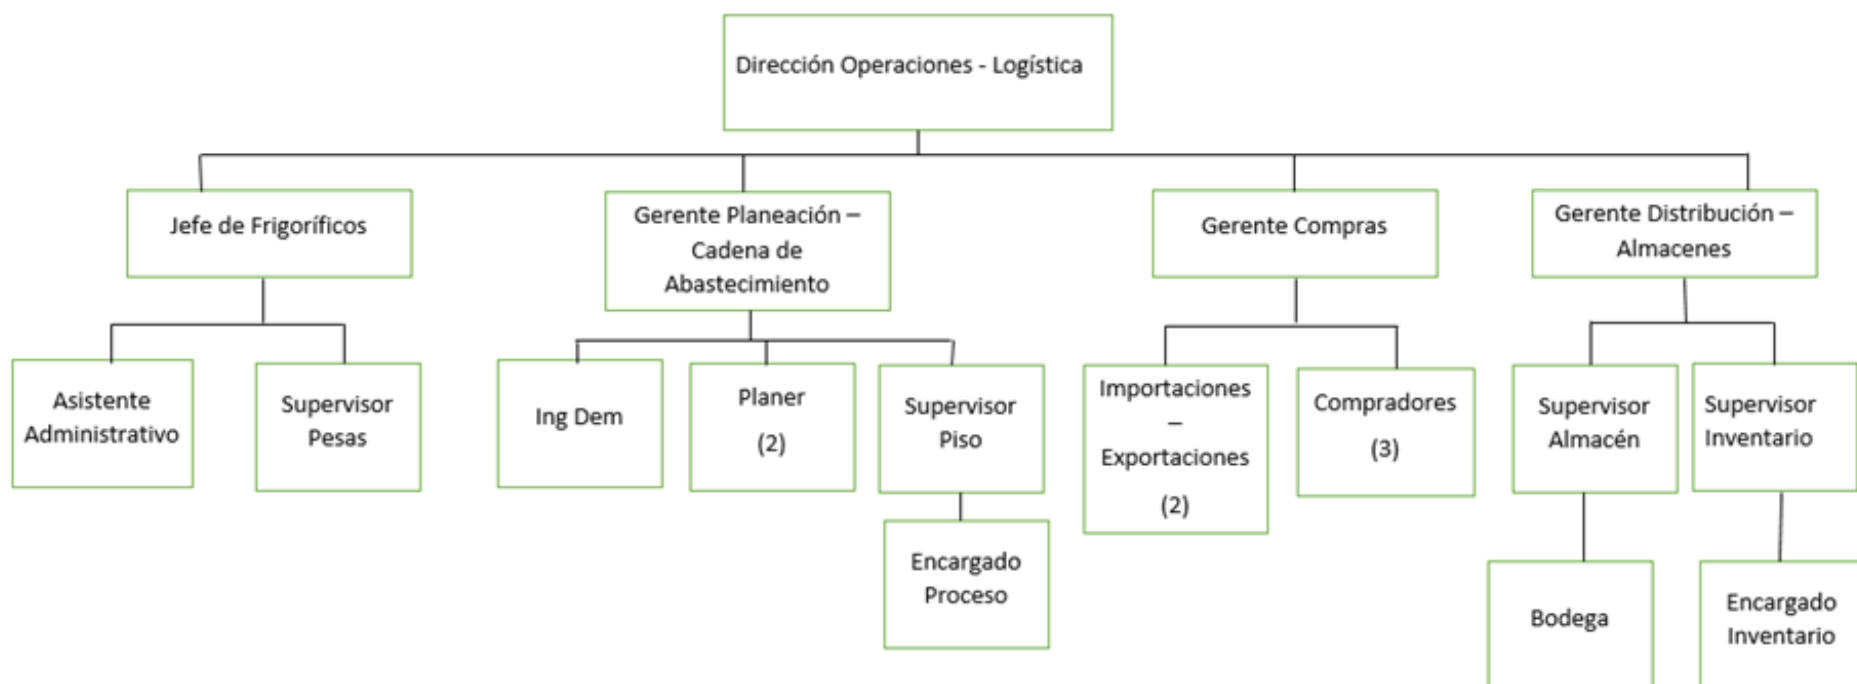 Dirección Operaciones - Logística
Jefe de Frigoríficos
Gerente Planeación –
Cadena de
Abastecimiento
Gerente Compras
Gerente Distribución –
Almacenes
Asistente
Administrativo
Supervisor
Pesas
Ing Dem
Planer
(2)
Supervisor
Piso
Importaciones
–
Exportaciones
(2)
Compradores
(3)
Supervisor
Almacén
Supervisor
Inventario
Encargado
Proceso
Bodega
Encargado
Inventario